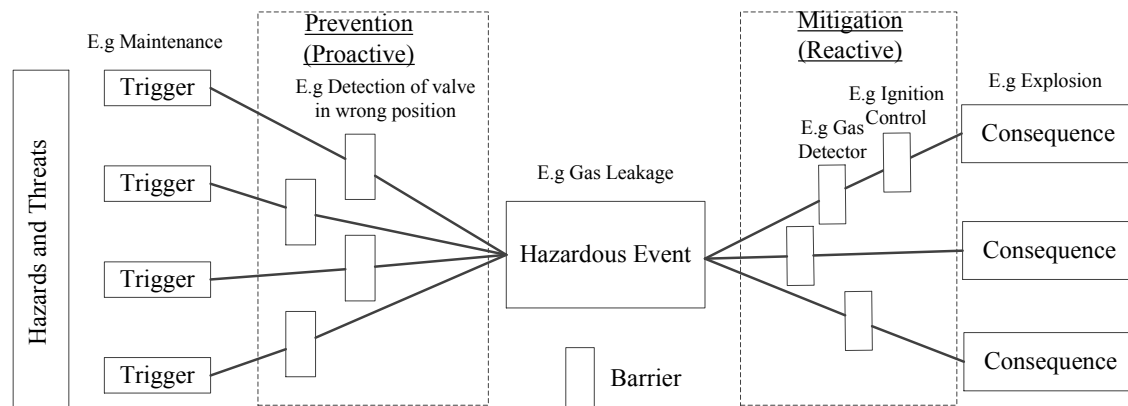 Hazards and Threats
E.g Maintenance
Trigger
Trigger
Trigger
Trigger
Prevention
(Proactive)
E.g Detection of valve
in wrong position
E.g Gas Leakage
Hazardous Event
Barrier
Mitigation
(Reactive)
E.g Ignition
Control
E.g Gas
Detector
E.g Explosion
Consequence
Consequence
Consequence